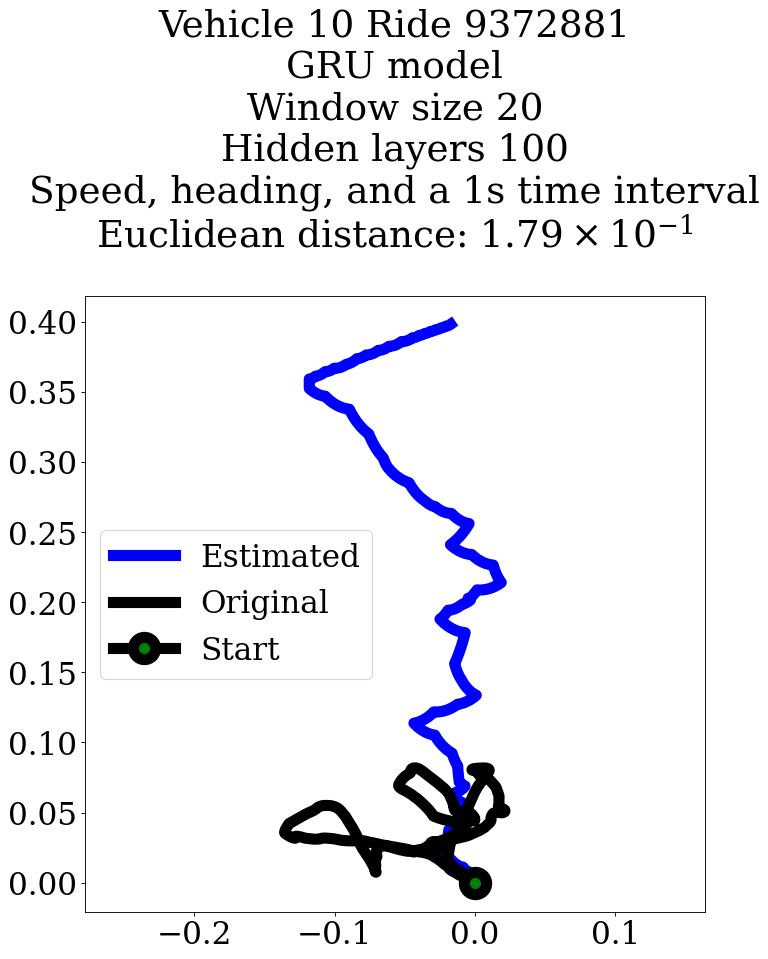 Vehicle 10 Ride 9372881
GRU model
Window size 20
Hidden layers 100
Speed, heading, and a 1s time interval
Euclidean distance: 1.79 × 10⁻¹
0.40
0.35
0.30
0.25
0.20
0.15
0.10
0.05
0.00
Estimated
Original
Start
−0.2 −0.1 0.0 0.1